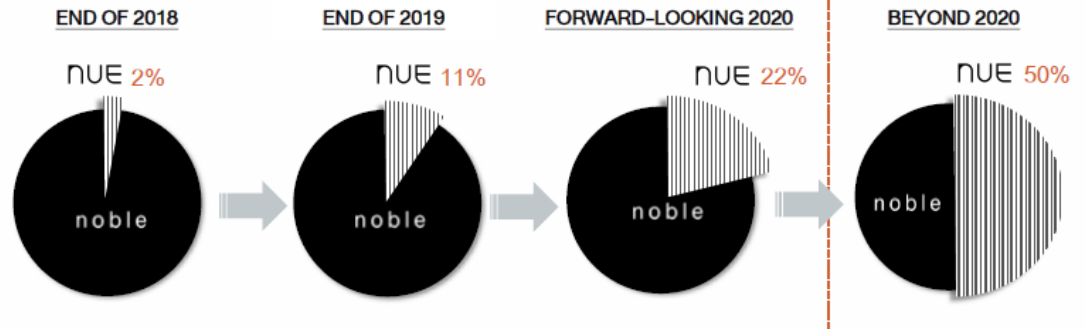 END OF 2018
END OF 2019
FORWARD-LOOKING 2020
BEYOND 2020
nue 2%
nue 11%
nue 22%
nue 50%
noble
noble
noble
noble